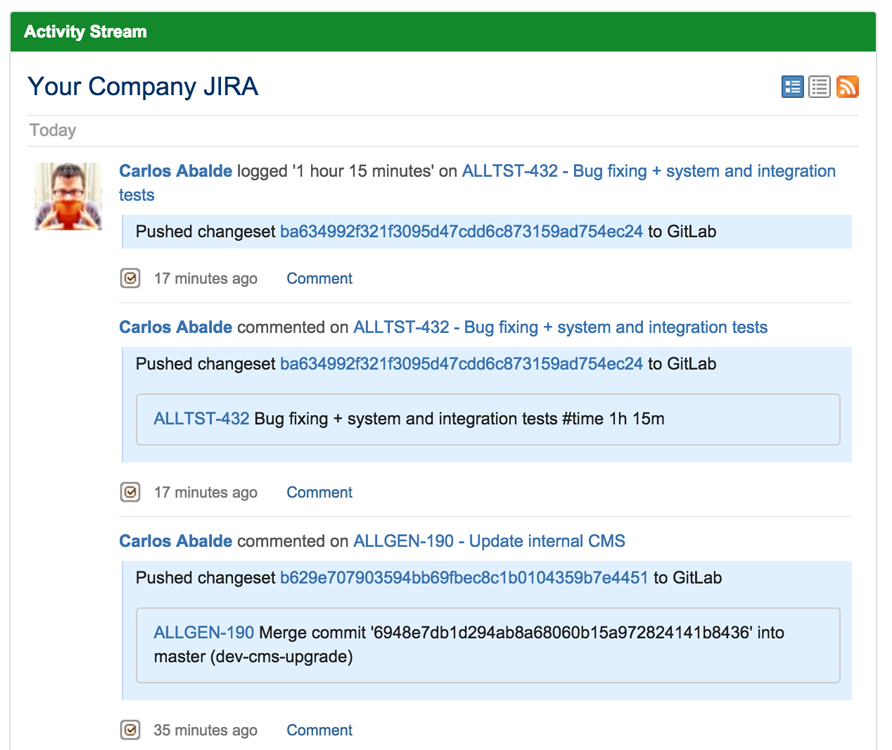 Activity Stream
Your Company JIRA
Today
Carlos Abalde logged '1 hour 15 minutes' on ALLTST-432 - Bug fixing + system and integration
tests
Pushed changeset ba634992f321f3095d47cdd6c873159ad754ec24 to GitLab
17 minutes ago Comment
Carlos Abalde commented on ALLTST-432 - Bug fixing + system and integration tests
Pushed changeset ba634992f321f3095d47cdd6c873159ad754ec24 to GitLab
ALLTST-432 Bug fixing + system and integration tests #time 1h 15m
17 minutes ago Comment
Carlos Abalde commented on ALLGEN-190 - Update internal CMS
Pushed changeset b629e707903594bb69fbec8c1b0104359b7e4451 to GitLab
ALLGEN-190 Merge commit '6948e7db1d294ab8a68060b15a972824141b8436' into
master (dev-cms-upgrade)
35 minutes ago Comment